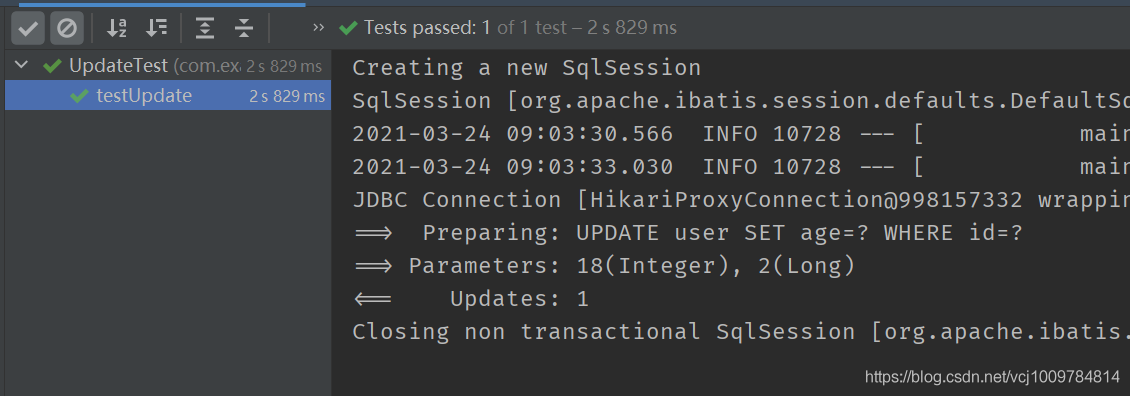 Tests passed: 1 of 1 test – 2 s 829 ms
UpdateTest (com.exa 2 s 829 ms
testUpdate 2 s 829 ms
Creating a new SqlSession
SqlSession [org.apache.ibatis.session.defaults.DefaultSq
2021-03-24 09:03:30.566  INFO 10728 --- [           main
2021-03-24 09:03:33.030  INFO 10728 --- [           main
JDBC Connection [HikariProxyConnection@998157332 wrappin
==>  Preparing: UPDATE user SET age=? WHERE id=?
==> Parameters: 18(Integer), 2(Long)
<==    Updates: 1
Closing non transactional SqlSession [org.apache.ibatis.
https://blog.csdn.net/vcj1009784814